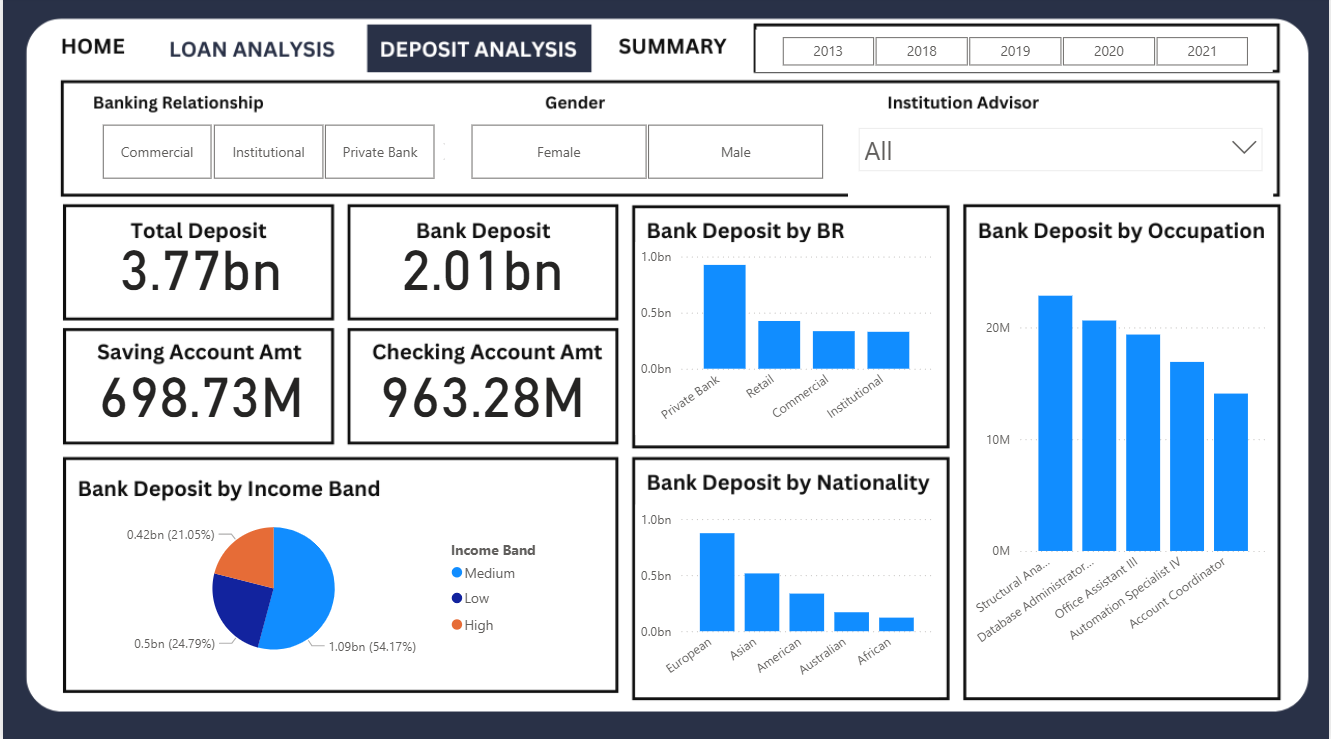 HOME
LOAN ANALYSIS
DEPOSIT ANALYSIS
SUMMARY
2013
2018
2019
2020
2021
Banking Relationship
Gender
Institution Advisor
Commercial
Institutional
Private Bank
Female
Male
All
Total Deposit
3.77bn
Bank Deposit
2.01bn
Saving Account Amt
698.73M
Checking Account Amt
963.28M
Bank Deposit by BR
1.0bn
0.5bn
0.0bn
Private Bank
Retail
Commercial
Institutional
Bank Deposit by Occupation
20M
10M
0M
Structural Ana...
Database Administrator...
Office Assistant III
Automation Specialist IV
Account Coordinator
Bank Deposit by Income Band
0.42bn (21.05%)
0.5bn (24.79%)
1.09bn (54.17%)
Income Band
Medium
Low
High
Bank Deposit by Nationality
1.0bn
0.5bn
0.0bn
European
Asian
American
Australian
African